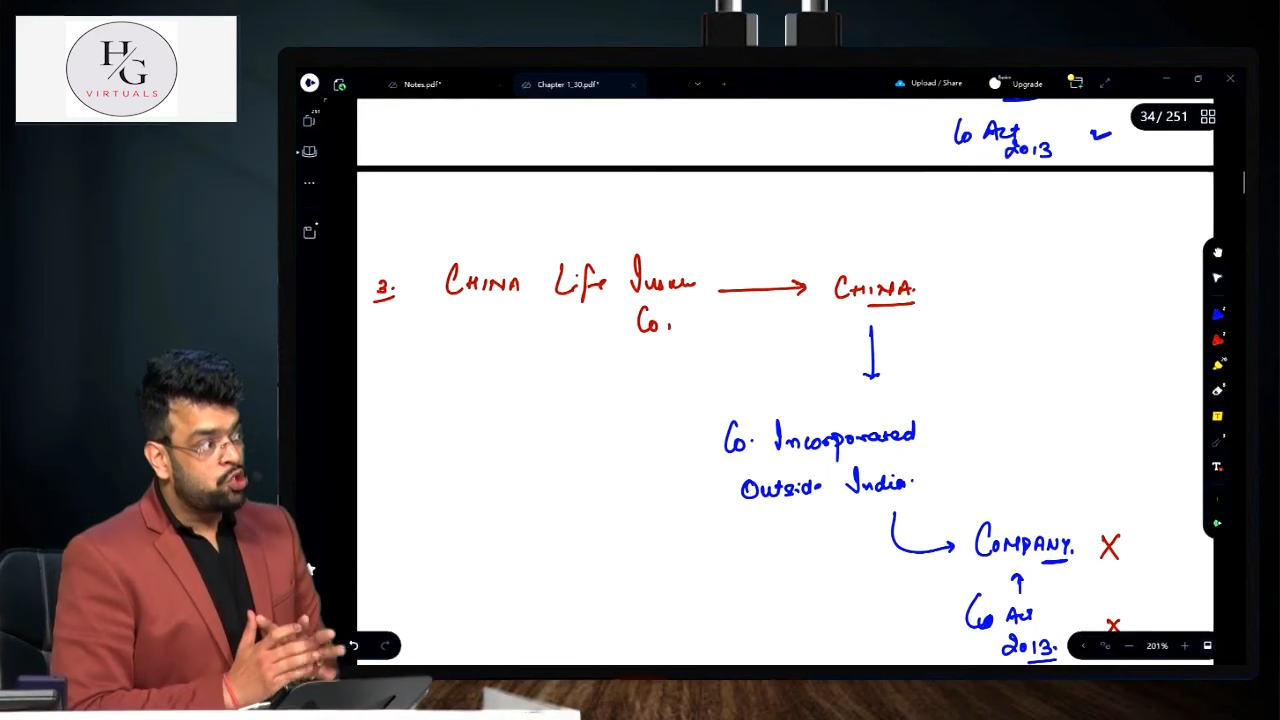 H/G
VIRTUALS
Notes.pdf*
Chapter 1_30.pdf*
Upload / Share
Upgrade
Co Act
2013
34 / 251
3. CHINA Life Co. → CHINA.
Co. Incorporated
Outside India.
COMPANY. X
Co Act
2013. X
201%